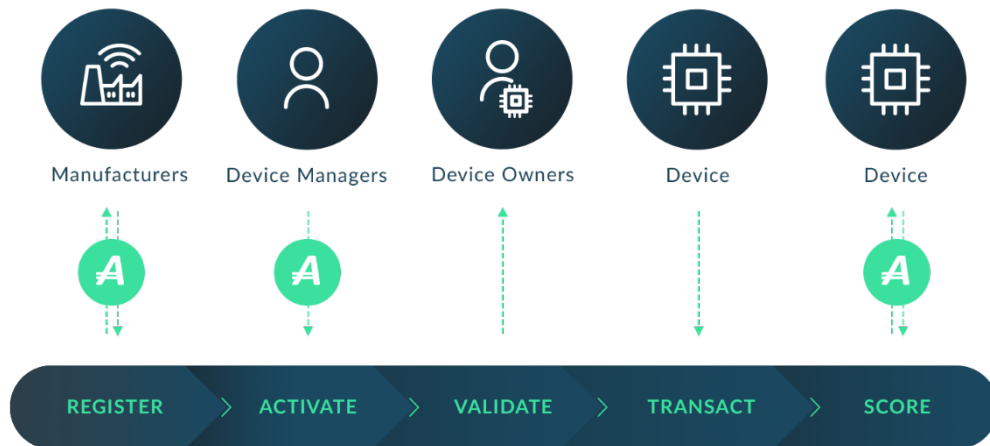 Manufacturers
Device Managers
Device Owners
Device
Device
REGISTER
ACTIVATE
VALIDATE
TRANSACT
SCORE